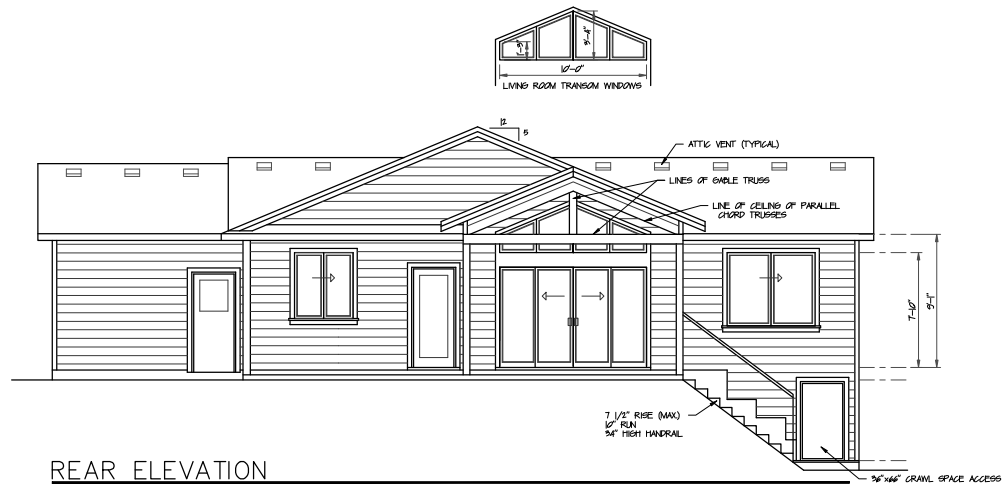 3'-4"
1'-3"
10'-0"
LIVING ROOM TRANSOM WINDOWS
12
5
ATTIC VENT (TYPICAL)
LINES OF GABLE TRUSS
LINE OF CEILING OF PARALLEL
CHORD TRUSSES
7'-10"
9'-1"
7 1/2" RISE (MAX)
10" RUN
34" HIGH HANDRAIL
36"x66" CRAWL SPACE ACCESS
REAR ELEVATION